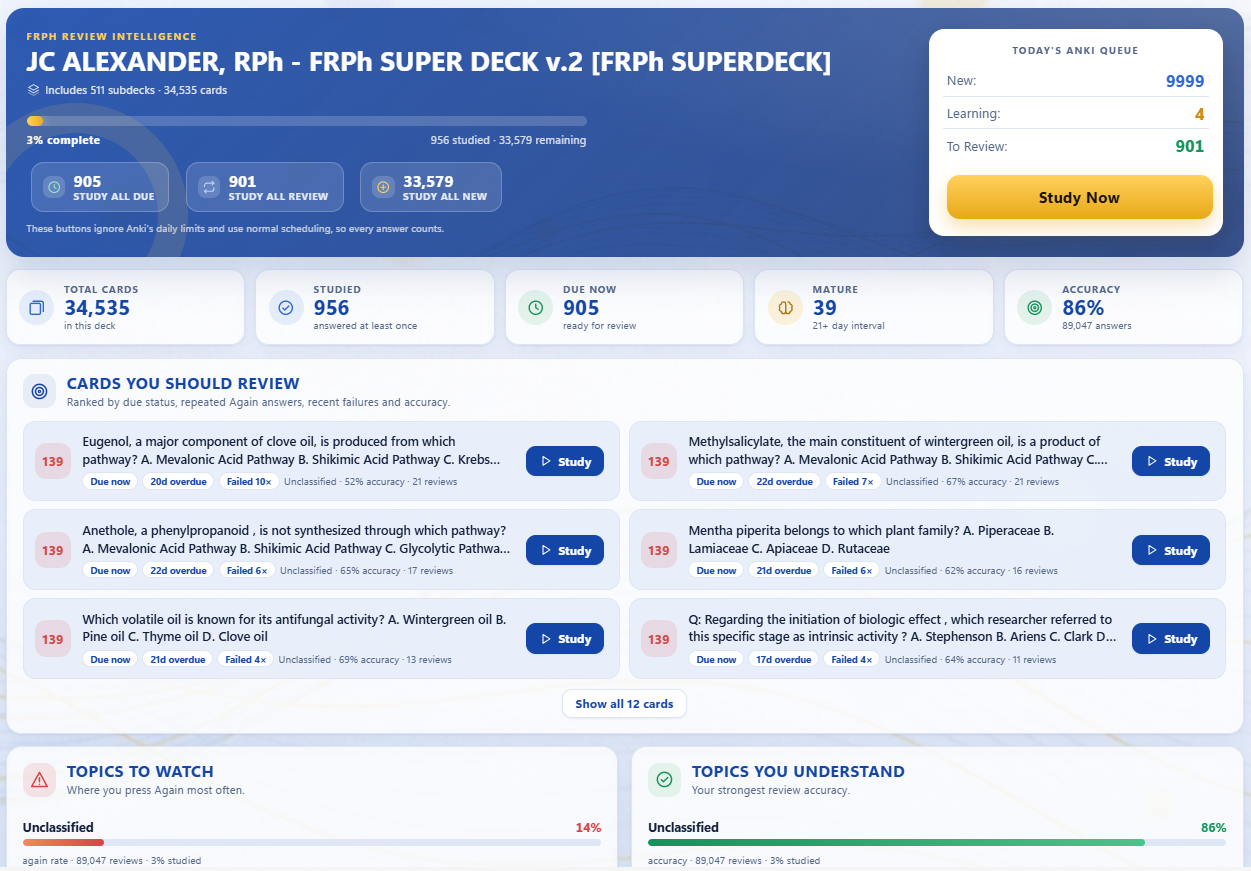 FRPH REVIEW INTELLIGENCE
JC ALEXANDER, RPh - FRPh SUPER DECK v.2 [FRPh SUPERDECK]
Includes 511 subdecks · 34,535 cards
3% complete
956 studied · 33,579 remaining
905
STUDY ALL DUE
901
STUDY ALL REVIEW
33,579
STUDY ALL NEW
These buttons ignore Anki's daily limits and use normal scheduling, so every answer counts.
TODAY'S ANKI QUEUE
New: 9999
Learning: 4
To Review: 901
Study Now
TOTAL CARDS
34,535
in this deck
STUDIED
956
answered at least once
DUE NOW
905
ready for review
MATURE
39
21+ day interval
ACCURACY
86%
89,047 answers
CARDS YOU SHOULD REVIEW
Ranked by due status, repeated Again answers, recent failures and accuracy.
139
Eugenol, a major component of clove oil, is produced from which
pathway? A. Mevalonic Acid Pathway B. Shikimic Acid Pathway C. Krebs...
Due now 20d overdue Failed 10× Unclassified · 52% accuracy · 21 reviews
Study
139
Methylsalicylate, the main constituent of wintergreen oil, is a product of
which pathway? A. Mevalonic Acid Pathway B. Shikimic Acid Pathway C....
Due now 22d overdue Failed 7× Unclassified · 67% accuracy · 21 reviews
Study
139
Anethole, a phenylpropanoid , is not synthesized through which pathway?
A. Mevalonic Acid Pathway B. Shikimic Acid Pathway C. Glycolytic Pathwa...
Due now 22d overdue Failed 6× Unclassified · 65% accuracy · 17 reviews
Study
139
Mentha piperita belongs to which plant family? A. Piperaceae B.
Lamiaceae C. Apiaceae D. Rutaceae
Due now 21d overdue Failed 6× Unclassified · 62% accuracy · 16 reviews
Study
139
Which volatile oil is known for its antifungal activity? A. Wintergreen oil B.
Pine oil C. Thyme oil D. Clove oil
Due now 21d overdue Failed 4× Unclassified · 69% accuracy · 13 reviews
Study
139
Q: Regarding the initiation of biologic effect , which researcher referred to
this specific stage as intrinsic activity ? A. Stephenson B. Ariens C. Clark D...
Due now 17d overdue Failed 4× Unclassified · 64% accuracy · 11 reviews
Study
Show all 12 cards
TOPICS TO WATCH
Where you press Again most often.
Unclassified 14%
again rate · 89,047 reviews · 3% studied
TOPICS YOU UNDERSTAND
Your strongest review accuracy.
Unclassified 86%
accuracy · 89,047 reviews · 3% studied